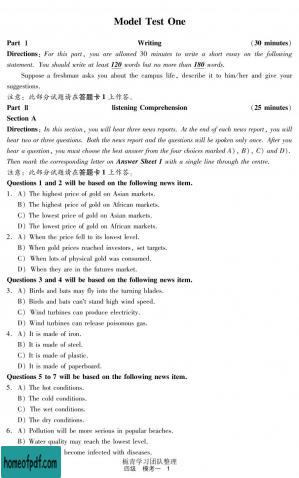 Model Test One
Part Ⅰ Writing (30 minutes)
Directions: For this part, you are allowed 30 minutes to write a short essay on the following
statement. You should write at least 120 words but no more than 180 words.
Suppose a freshman asks you about the campus life, describe it to him/her and give your
suggestions.
注意：此部分试题请在答题卡 1 上作答。
Part Ⅱ listening Comprehension (25 minutes)
Section A
Directions: In this section, you will hear three news reports. At the end of each news report, you will
hear two or three questions. Both the news report and the questions will be spoken only once. After you
hear a question, you must choose the best answer from the four choices marked A), B), C) and D).
Then mark the corresponding letter on Answer Sheet 1 with a single line through the centre.
注意：此部分试题请在答题卡 1 上作答。
Questions 1 and 2 will be based on the following news item.
1. A) The highest price of gold on Asian markets.
B) The highest price of gold on African markets.
C) The lowest price of gold on Asian markets.
D) The lowest price of gold on African markets.
2. A) When the price fell to its lowest level.
B) When gold prices reached investors, set targets.
C) When lots of physical gold was consumed.
D) When they are in the futures market.
Questions 3 and 4 will be based on the following news item.
3. A) Birds and bats may fly into the turning blades.
B) Birds and bats can't stand high wind speed.
C) Wind turbines can produce electricity.
D) Wind turbines can release poisonous gas.
4. A) It is made of iron.
B) It is made of steel.
C) It is made of plastic.
D) It is made of paperboard.
Questions 5 to 7 will be based on the following news item.
5. A) The hot conditions.
B) The cold conditions.
C) The wet conditions.
D) The dry conditions.
6. A) Pollution will be more serious in popular beaches.
B) Water quality may reach the lowest level.
become infected with diseases.
板青学习团队整理
四级 模考一 1
homeofpdf.com